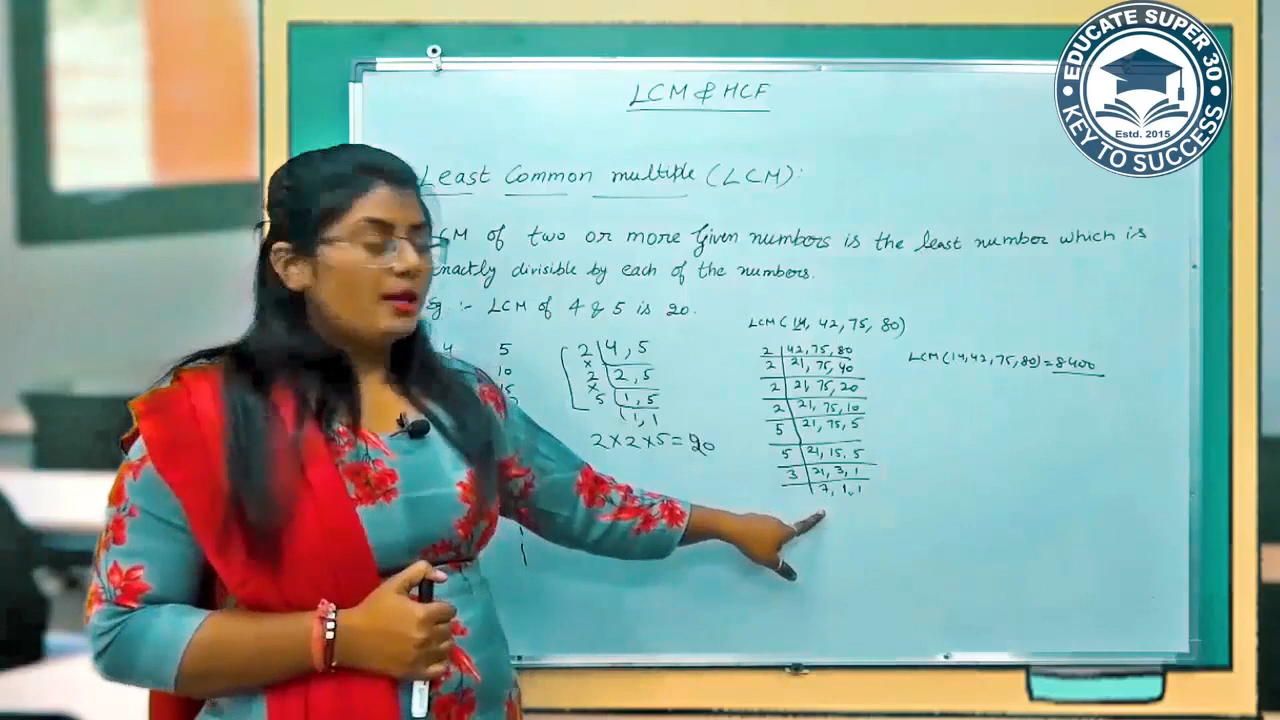 EDUCATE SUPER 30
Estd. 2015
KEY TO SUCCESS
LCM & HCF
Least Common multiple (LCM):
LCM of two or more Given numbers is the least number which is
exactly divisible by each of the numbers.
Eg :- LCM of 4 & 5 is 20.
4 5
10
15
2 | 4, 5
×
2 | 2, 5
×
5 | 1, 5
1, 1
2×2×5=20
LCM(14, 42, 75, 80)
2 | 42, 75, 80
2 | 21, 75, 40
2 | 21, 75, 20
2 | 21, 75, 10
5 | 21, 75, 5
5 | 21, 15, 5
3 | 21, 3, 1
7, 1, 1
LCM(14,42,75,80)=8400